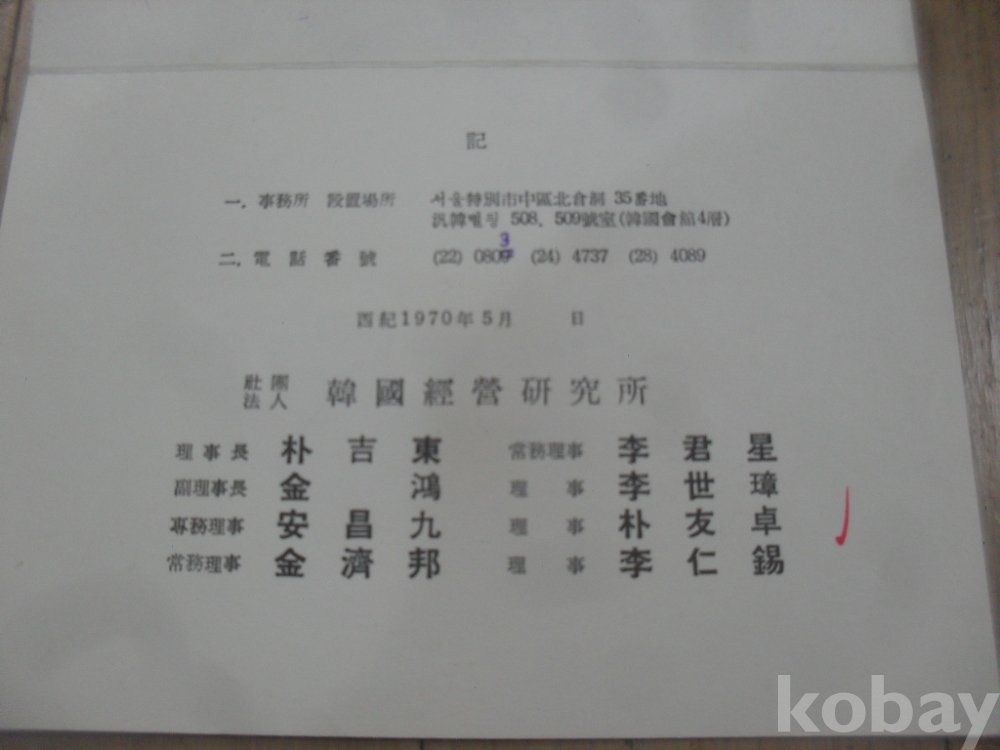 記
一. 事務所 設置場所 서울特別市中區北倉洞 35番地
汎韓빌딩 508, 509號室(韓國會館4層)
3
二. 電話番號 (22) 0809 (24) 4737 (28) 4089
西紀1970年 5月 日
社團法人 韓國經營研究所
理事長 朴吉東 常務理事 李君星
副理事長 金鴻 理事 李世璋
專務理事 安昌九 理事 朴友卓
常務理事 金濟邦 理事 李仁錫
kobay